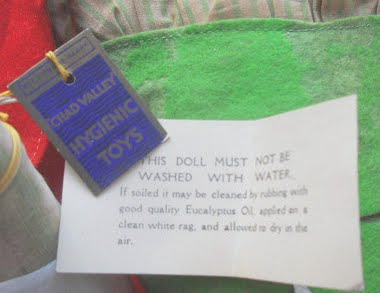 CHAD VALLEY
HYGIENIC
TOYS
THIS DOLL MUST NOT BE
WASHED WITH WATER.
If soiled it may be cleaned by rubbing with
good quality Eucalyptus Oil, applied on a
clean white rag, and allowed to dry in the
air.